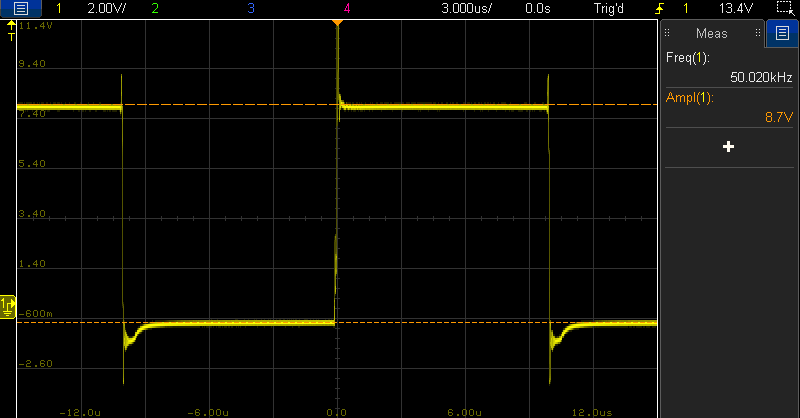 1 2.00V/ 2 3 4 3.000us/ 0.0s Trig'd 1 13.4V
T
11.4V
Meas
9.40
Freq(1):
50.020kHz
Ampl(1):
8.7V
7.40
5.40
3.40
1.40
1
-600m
-2.60
-12.0u -6.00u 0.0 6.00u 12.0us